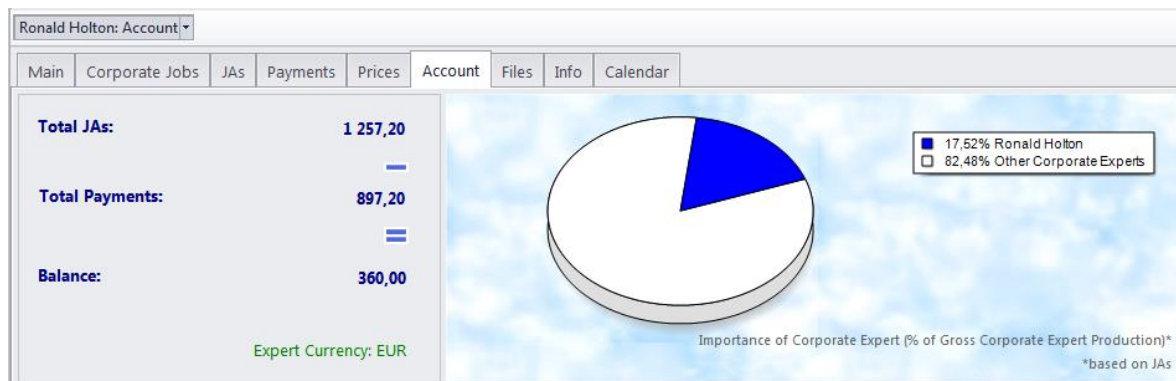 Ronald Holton: Account
Main Corporate Jobs JAs Payments Prices Account Files Info Calendar
Total JAs: 1 257,20
Total Payments: 897,20
Balance: 360,00
Expert Currency: EUR
17,52% Ronald Holton
82,48% Other Corporate Experts
Importance of Corporate Expert (% of Gross Corporate Expert Production)*
*based on JAs